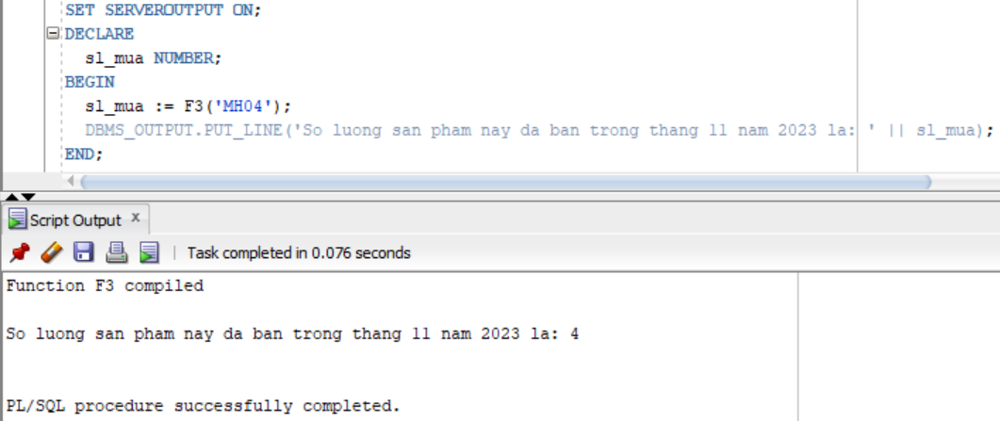 SET SERVEROUTPUT ON;
DECLARE
sl_mua NUMBER;
BEGIN
sl_mua := F3('MH04');
DBMS_OUTPUT.PUT_LINE('So luong san pham nay da ban trong thang 11 nam 2023 la: ' || sl_mua);
END;
Script Output x
Task completed in 0.076 seconds
Function F3 compiled
So luong san pham nay da ban trong thang 11 nam 2023 la: 4
PL/SQL procedure successfully completed.